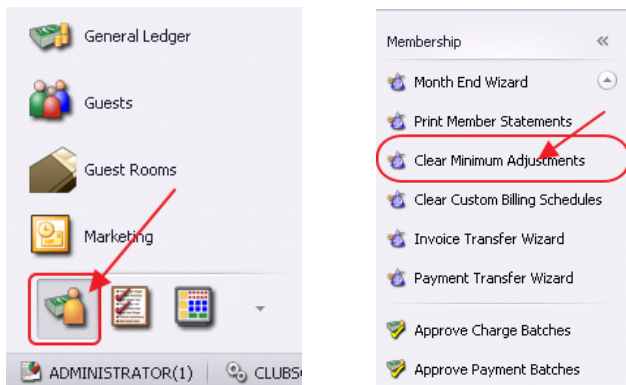 General Ledger
Guests
Guest Rooms
Marketing
ADMINISTRATOR(1)
Membership
Month End Wizard
Print Member Statements
Clear Minimum Adjustments
Clear Custom Billing Schedules
Invoice Transfer Wizard
Payment Transfer Wizard
Approve Charge Batches
Approve Payment Batches